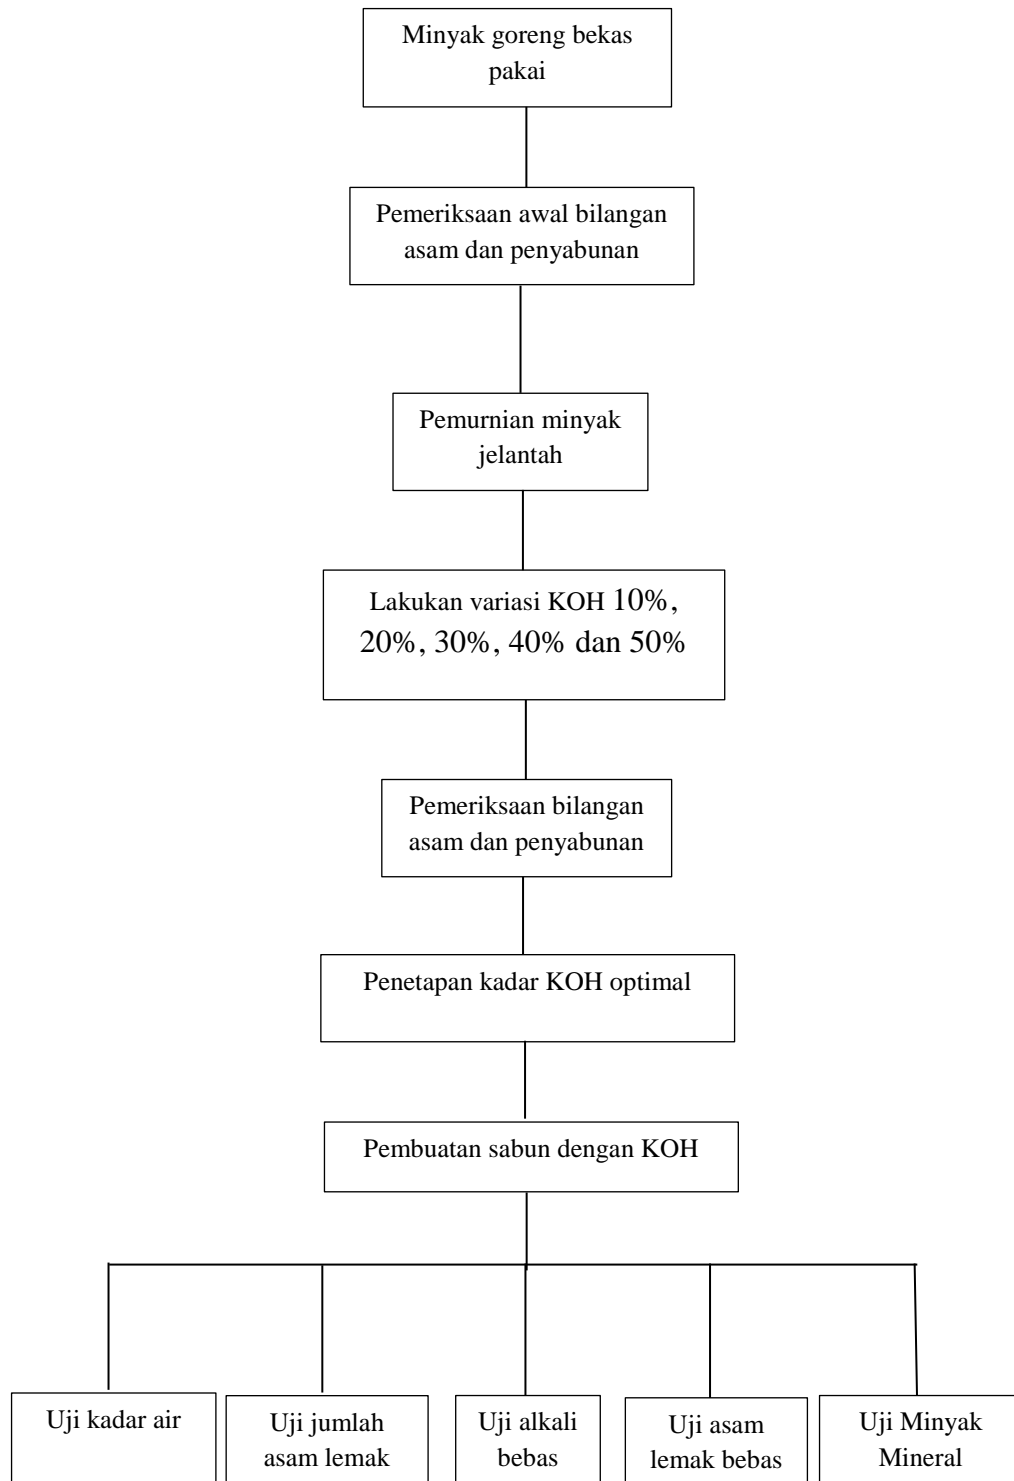 Minyak goreng bekas
pakai
Pemeriksaan awal bilangan
asam dan penyabunan
Pemurnian minyak
jelantah
Lakukan variasi KOH 10%,
20%, 30%, 40% dan 50%
Pemeriksaan bilangan
asam dan penyabunan
Penetapan kadar KOH optimal
Pembuatan sabun dengan KOH
Uji kadar air
Uji jumlah
asam lemak
Uji alkali
bebas
Uji asam
lemak bebas
Uji Minyak
Mineral